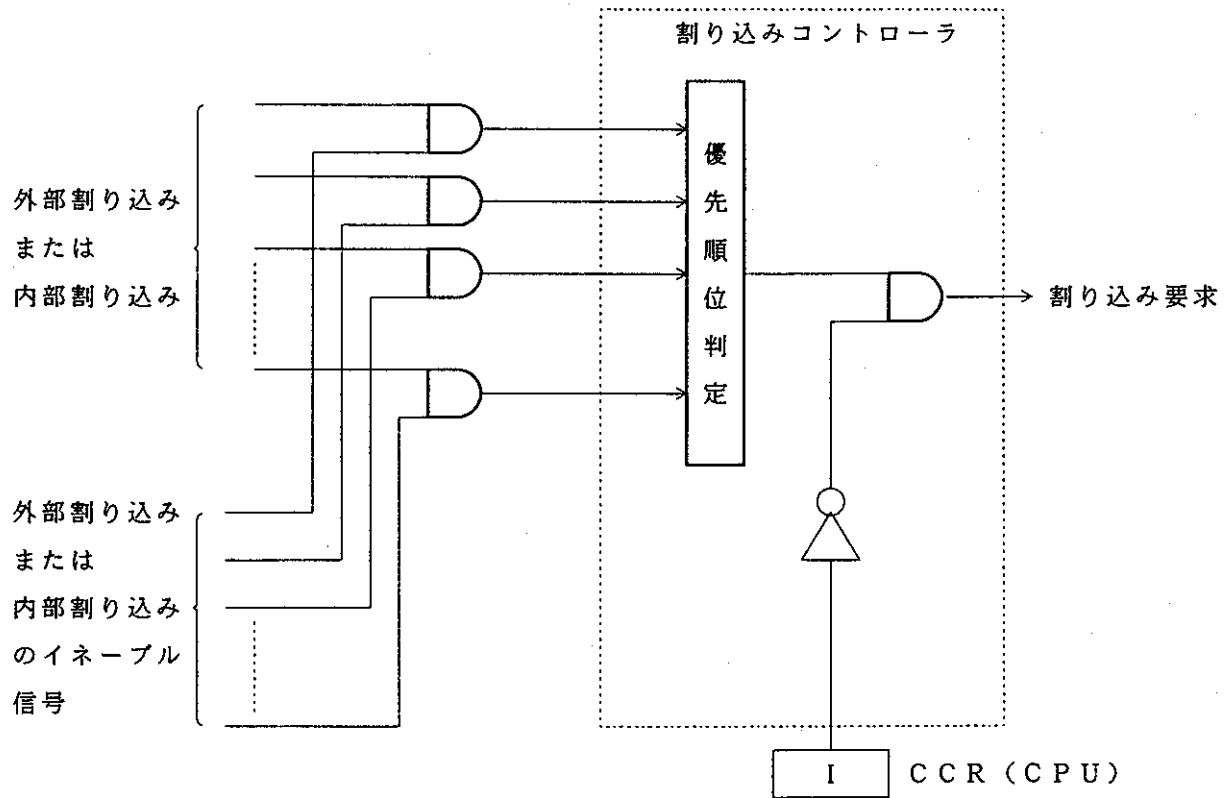 割り込みコントローラ
外部割り込み
または
内部割り込み
優先順位判定
割り込み要求
外部割り込み
または
内部割り込み
のイネーブル
信号
I
CCR(CPU)